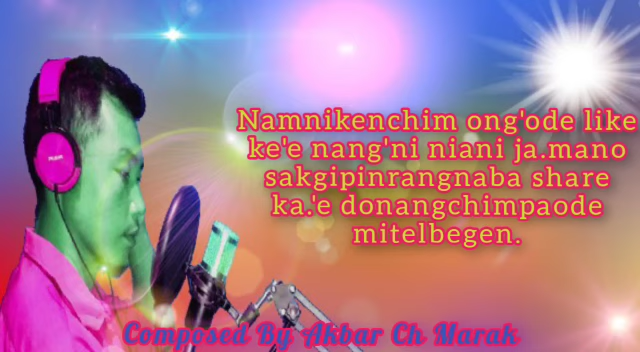 Namnikenchim ong'ode like
ke'e nang'ni niani ja.mano
sakgipinrangnaba share
ka.'e donangchimpaode
mitelbegen.
Composed By Akbar Ch Marak